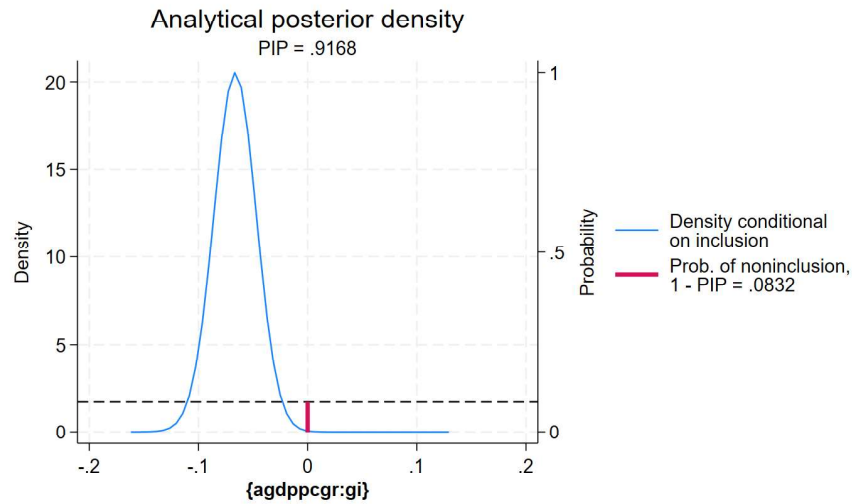 Analytical posterior density
PIP = .9168
Density
20
15
10
5
0
Probability
1
.5
0
-.2
-.1
0
.1
.2
{agdppcgr:gi}
Density conditional
on inclusion
Prob. of noninclusion,
1 - PIP = .0832